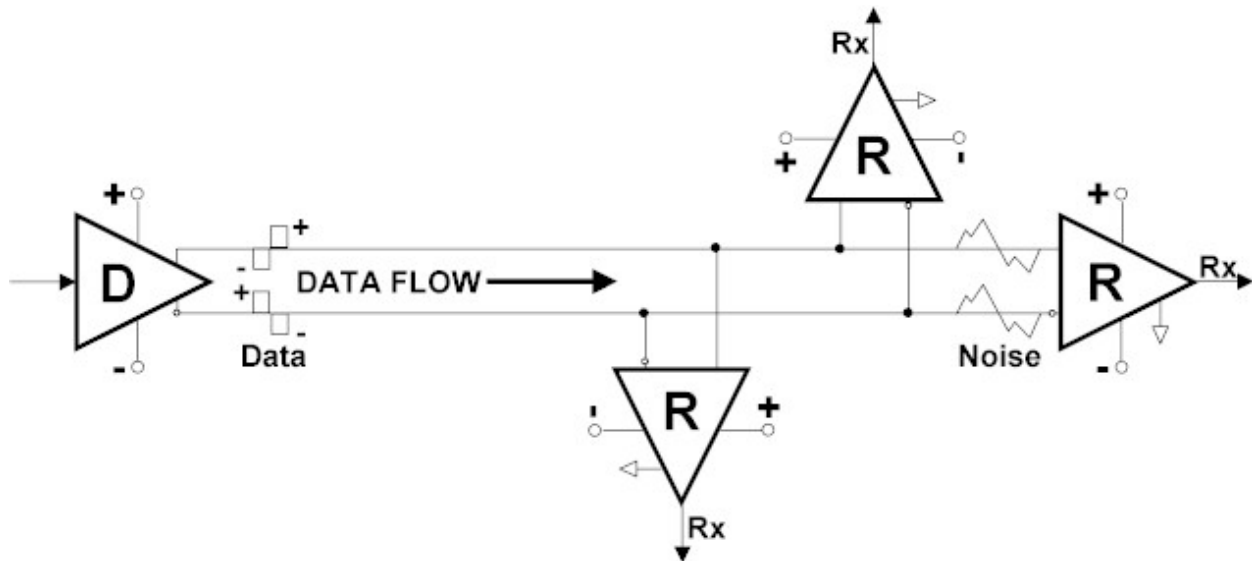 Rx
+
R
-
+
D
-
+
-
+
-
DATA FLOW
Data
Noise
+
R
-
Rx
-
R
+
Rx